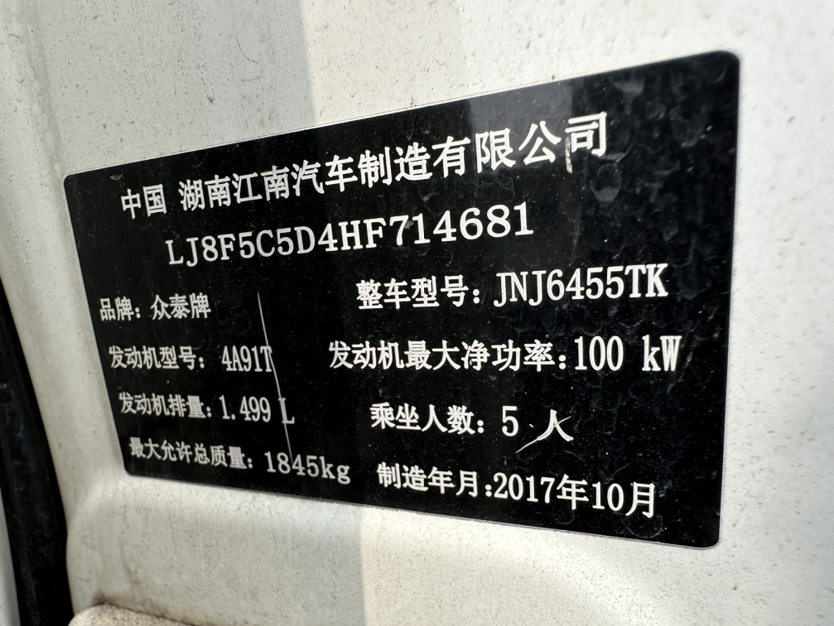 中国 湖南江南汽车制造有限公司
LJ8F5C5D4HF714681
品牌：众泰牌 整车型号：JNJ6455TK
发动机型号：4A91T 发动机最大净功率：100 kW
发动机排量：1.499 L 乘坐人数：5 人
最大允许总质量：1845kg 制造年月：2017年10月